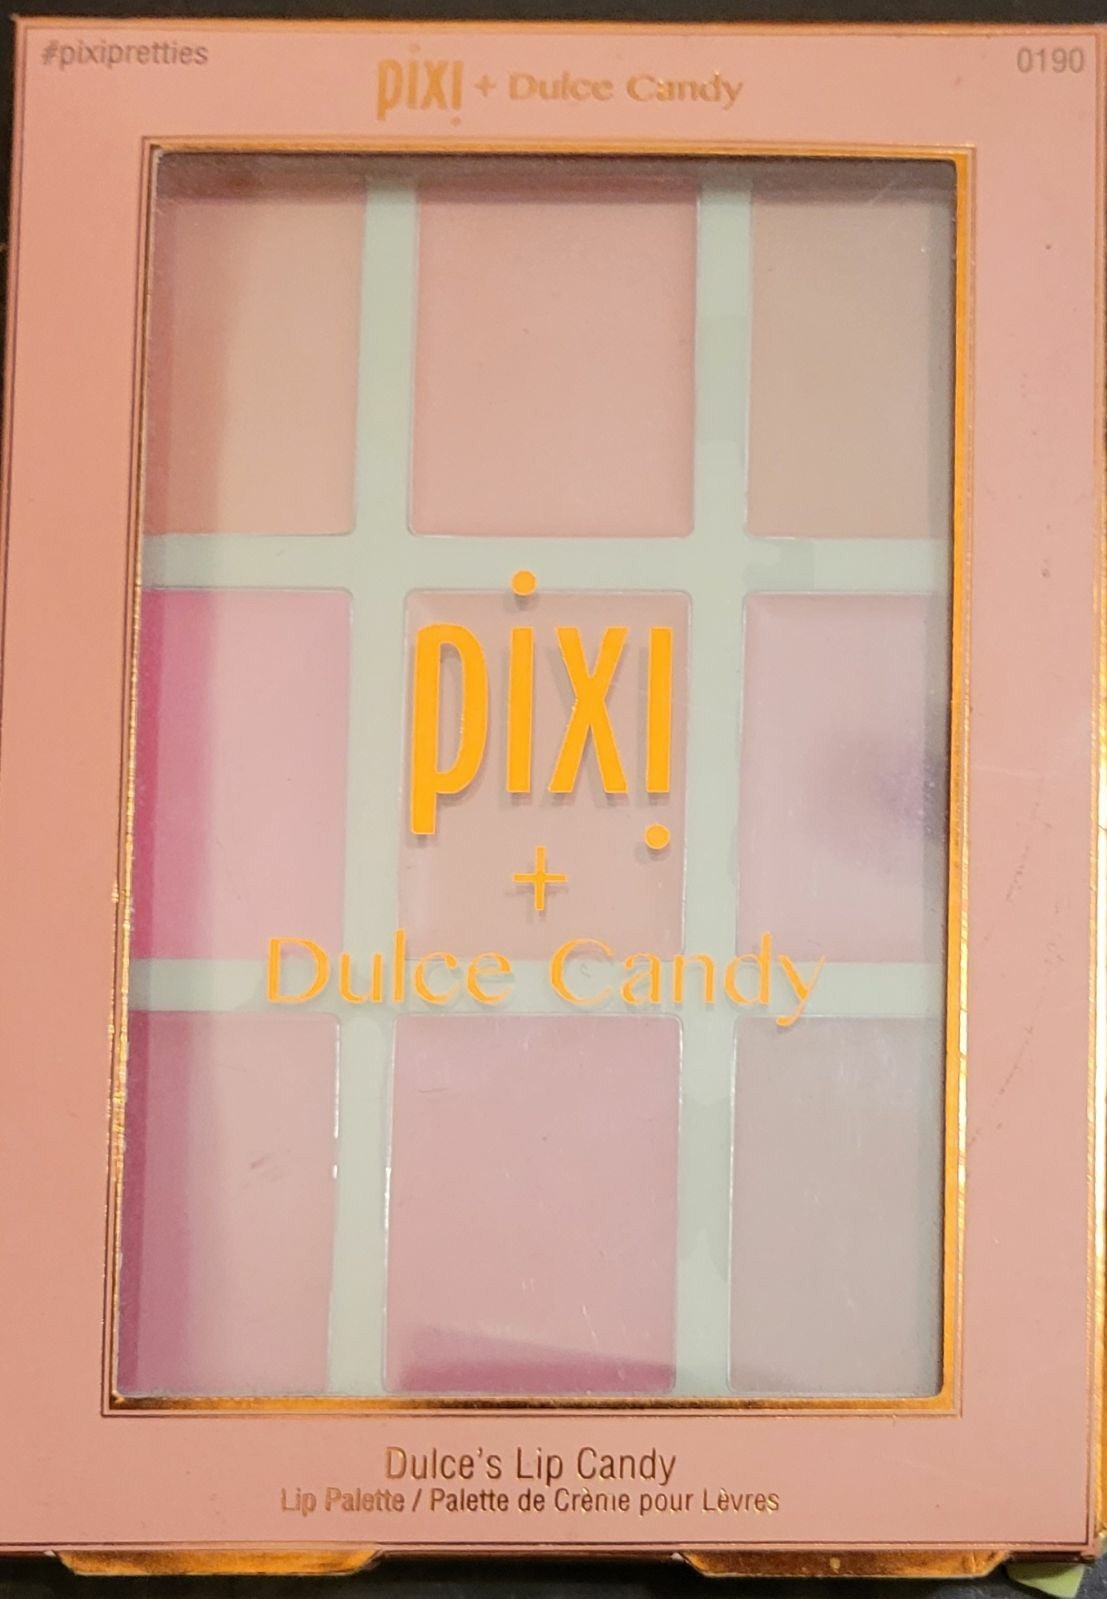 #pixipretties
0190
pixi + Dulce Candy
pixi
+
Dulce Candy
Dulce's Lip Candy
Lip Palette / Palette de Crème pour Lèvres